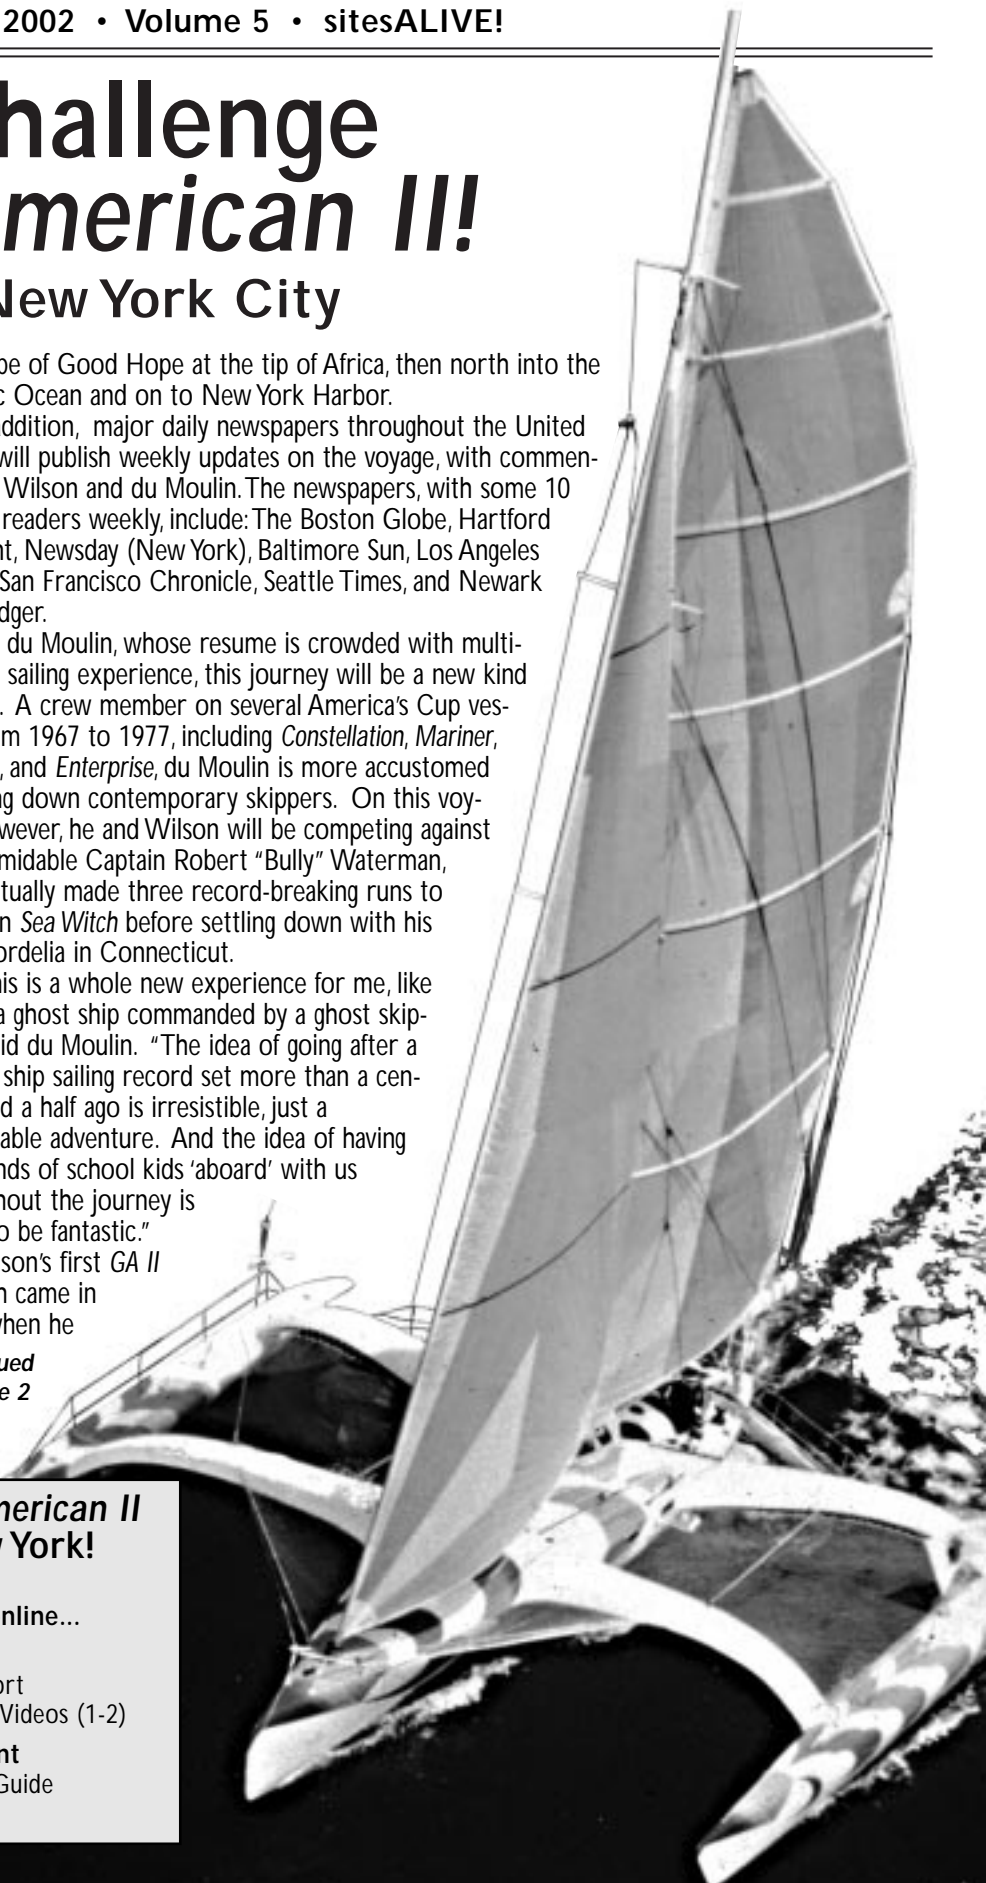 2002 • Volume 5 • sitesALIVE!
hallenge
merican II!
New York City
pe of Good Hope at the tip of Africa, then north into the
c Ocean and on to New York Harbor.
ddition, major daily newspapers throughout the United
will publish weekly updates on the voyage, with commen-
Wilson and du Moulin. The newspapers, with some 10
readers weekly, include: The Boston Globe, Hartford
nt, Newsday (New York), Baltimore Sun, Los Angeles
San Francisco Chronicle, Seattle Times, and Newark
dger.
du Moulin, whose resume is crowded with multi-
sailing experience, this journey will be a new kind
. A crew member on several America's Cup ves-
m 1967 to 1977, including Constellation, Mariner,
, and Enterprise, du Moulin is more accustomed
ng down contemporary skippers. On this voy-
wever, he and Wilson will be competing against
midable Captain Robert “Bully” Waterman,
tually made three record-breaking runs to
n Sea Witch before settling down with his
ordelia in Connecticut.
his is a whole new experience for me, like
a ghost ship commanded by a ghost skip-
id du Moulin. “The idea of going after a
ship sailing record set more than a cen-
d a half ago is irresistible, just a
able adventure. And the idea of having
nds of school kids ‘aboard’ with us
hout the journey is
o be fantastic.”
son's first GA II
n came in
when he
ued
e 2
merican II
w York!
nline...
ort
Videos (1-2)
nt
Guide